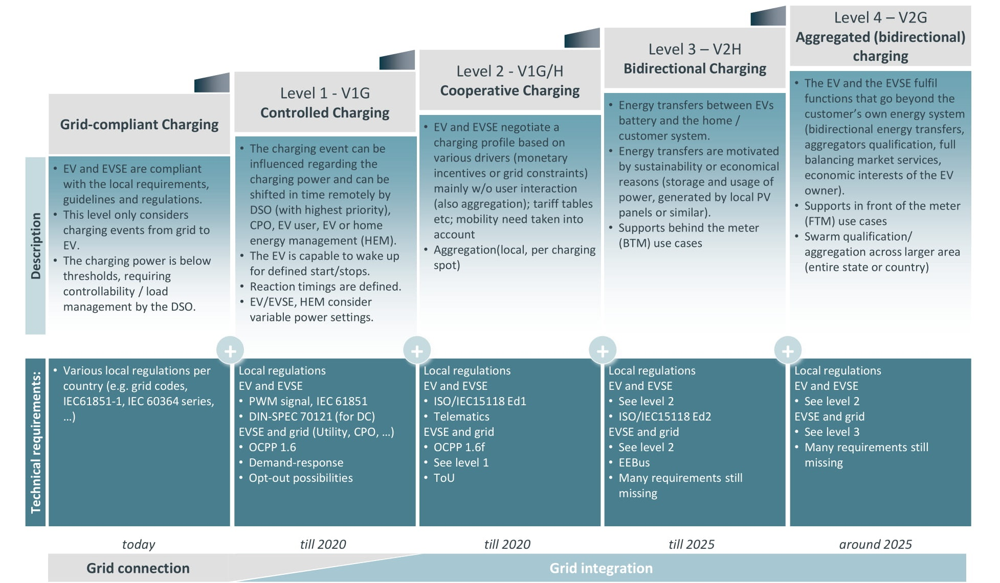 Grid-compliant Charging
Level 1 - V1G
Controlled Charging
Level 2 - V1G/H
Cooperative Charging
Level 3 – V2H
Bidirectional Charging
Level 4 – V2G
Aggregated (bidirectional)
charging
Description
• EV and EVSE are compliant
with the local requirements,
guidelines and regulations.
• This level only considers
charging events from grid to
EV.
• The charging power is below
thresholds, requiring
controllability / load
management by the DSO.
• The charging event can be
influenced regarding the
charging power and can be
shifted in time remotely by
DSO (with highest priority),
CPO, EV user, EV or home
energy management (HEM).
• The EV is capable to wake up
for defined start/stops.
• Reaction timings are defined.
• EV/EVSE, HEM consider
variable power settings.
• EV and EVSE negotiate a
charging profile based on
various drivers (monetary
incentives or grid constraints)
mainly w/o user interaction
(also aggregation); tariff tables
etc; mobility need taken into
account
• Aggregation(local, per charging
spot)
• Energy transfers between EVs
battery and the home /
customer system.
• Energy transfers are motivated
by sustainability or economical
reasons (storage and usage of
power, generated by local PV
panels or similar).
• Supports behind the meter
(BTM) use cases
• The EV and the EVSE fulfil
functions that go beyond the
customer’s own energy system
(bidirectional energy transfers,
aggregators qualification, full
balancing market services,
economic interests of the EV
owner).
• Supports in front of the meter
(FTM) use cases
• Swarm qualification/
aggregation across larger area
(entire state or country)
+
+
+
+
Technical requirements:
• Various local regulations per
country (e.g. grid codes,
IEC61851-1, IEC 60364 series,
...)
Local regulations
EV and EVSE
• PWM signal, IEC 61851
• DIN-SPEC 70121 (for DC)
EVSE and grid (Utility, CPO, ...)
• OCPP 1.6
• Demand-response
• Opt-out possibilities
Local regulations
EV and EVSE
• ISO/IEC15118 Ed1
• Telematics
EVSE and grid
• OCPP 1.6f
• See level 1
• ToU
Local regulations
EV and EVSE
• See level 2
• ISO/IEC15118 Ed2
EVSE and grid
• See level 2
• EEBus
• Many requirements still
missing
Local regulations
EV and EVSE
• See level 2
EVSE and grid
• See level 3
• Many requirements still
missing
today
till 2020
till 2020
till 2025
around 2025
Grid connection
Grid integration